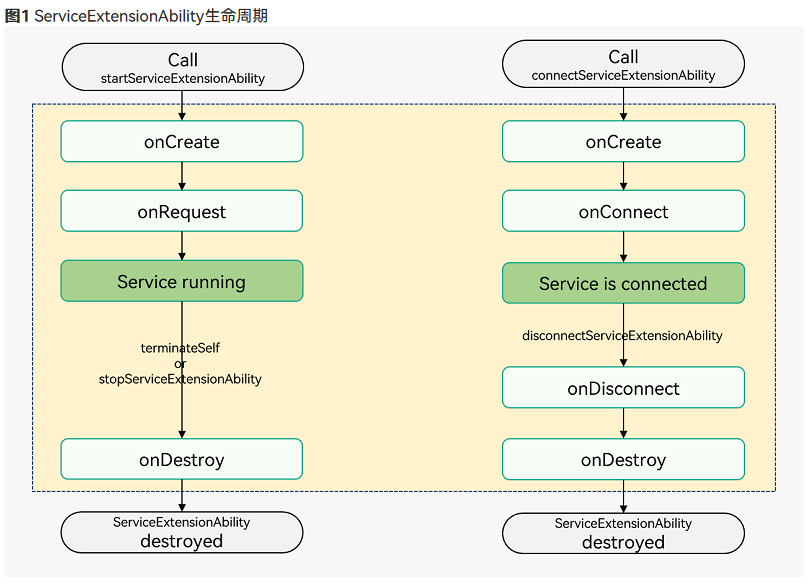 图1 ServiceExtensionAbility生命周期
Call
startServiceExtensionAbility
onCreate
onRequest
Service running
terminateSelf
or
stopServiceExtensionAbility
onDestroy
ServiceExtensionAbility
destroyed
Call
connectServiceExtensionAbility
onCreate
onConnect
Service is connected
disconnectServiceExtensionAbility
onDisconnect
onDestroy
ServiceExtensionAbility
destroyed